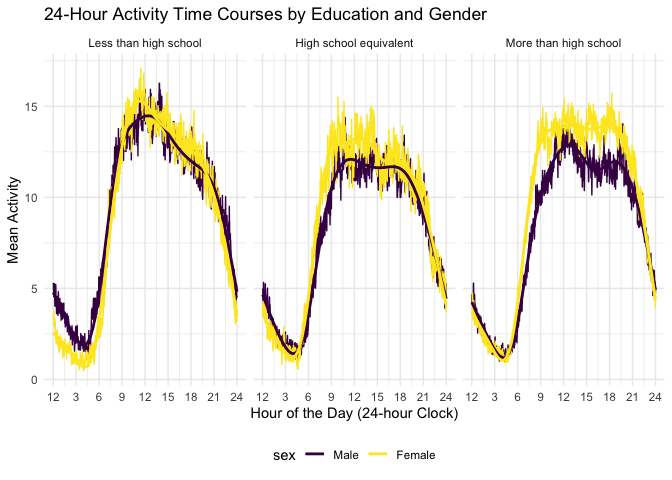 24-Hour Activity Time Courses by Education and Gender
Less than high school High school equivalent More than high school
15
10
5
0
Mean Activity
12 3 6 9 12 15 18 21 24 12 3 6 9 12 15 18 21 24 12 3 6 9 12 15 18 21 24
Hour of the Day (24-hour Clock)
sex Male Female